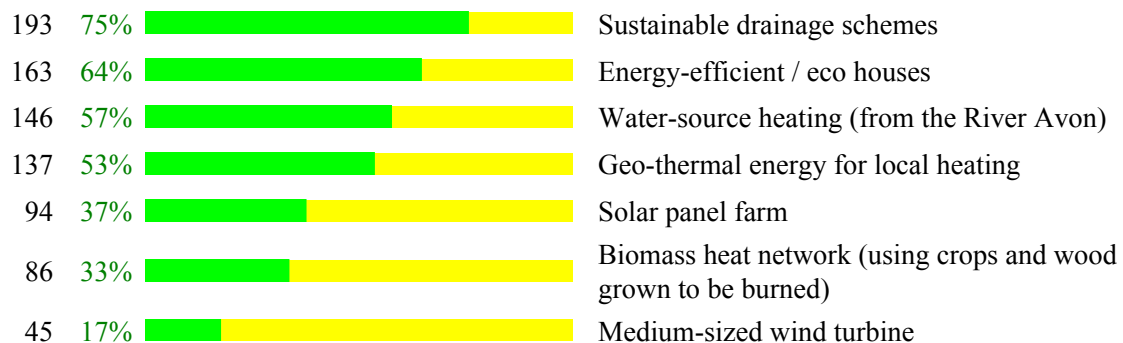 193 75% Sustainable drainage schemes
163 64% Energy-efficient / eco houses
146 57% Water-source heating (from the River Avon)
137 53% Geo-thermal energy for local heating
94 37% Solar panel farm
86 33% Biomass heat network (using crops and wood
grown to be burned)
45 17% Medium-sized wind turbine